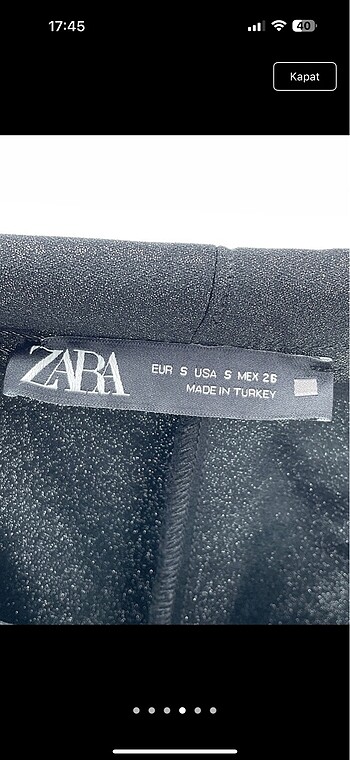 17:45
40
Kapat
ZARA
EUR S USA S MEX 26
MADE IN TURKEY